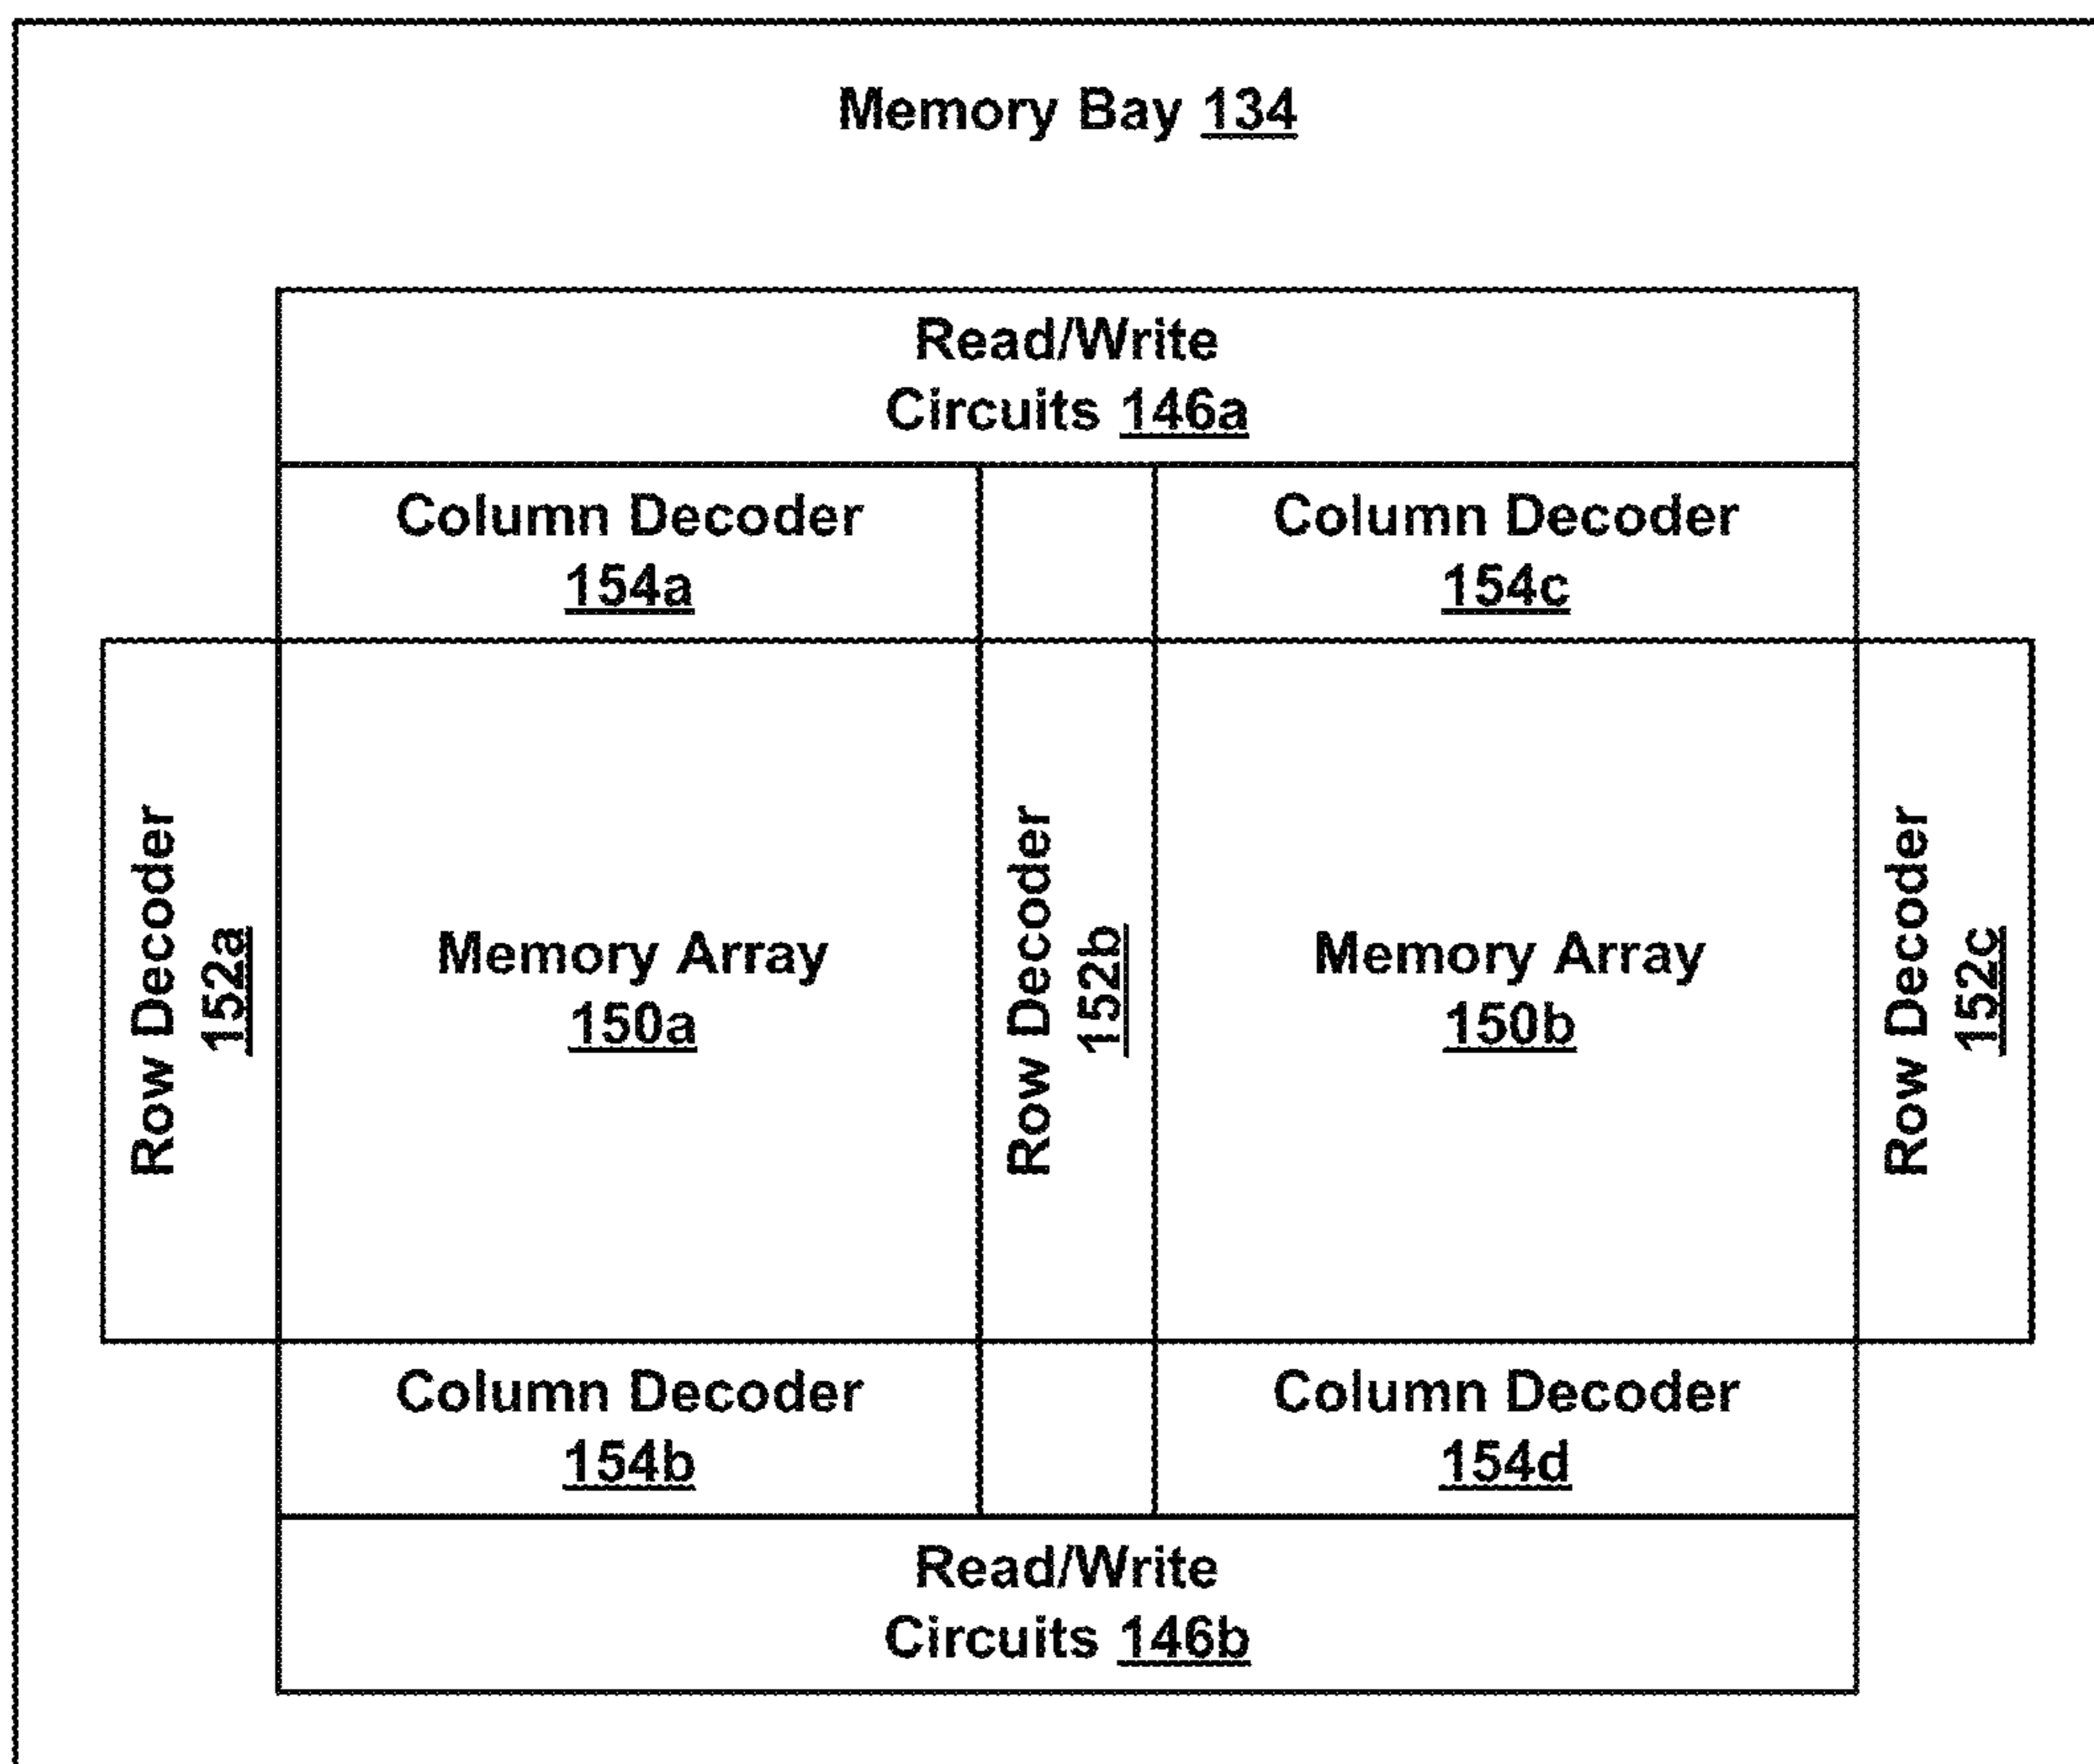 Memory Bay 134
Read/Write
Circuits 146a
Column Decoder
154a
Column Decoder
154c
Row Decoder
152a
Memory Array
150a
Row Decoder
152b
Memory Array
150b
Row Decoder
152c
Column Decoder
154b
Column Decoder
154d
Read/Write
Circuits 146b